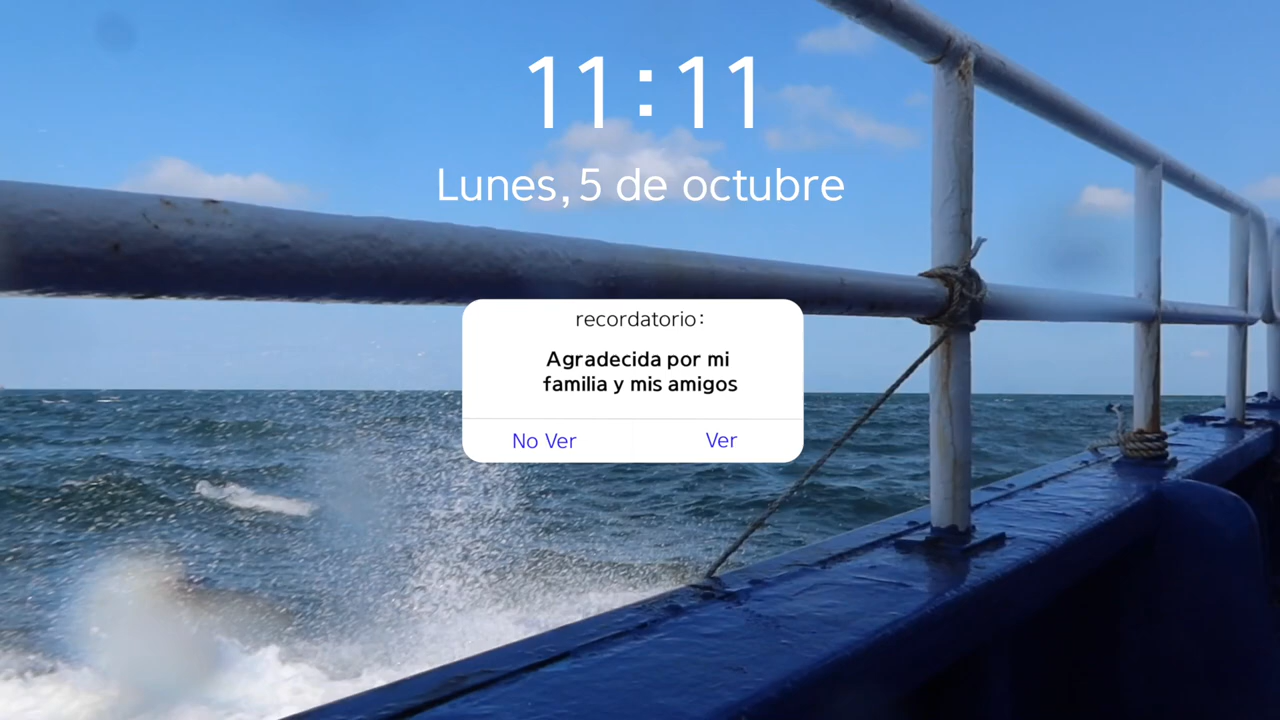 11:11
Lunes, 5 de octubre
recordatorio:
Agradecida por mi
familia y mis amigos
No Ver
Ver